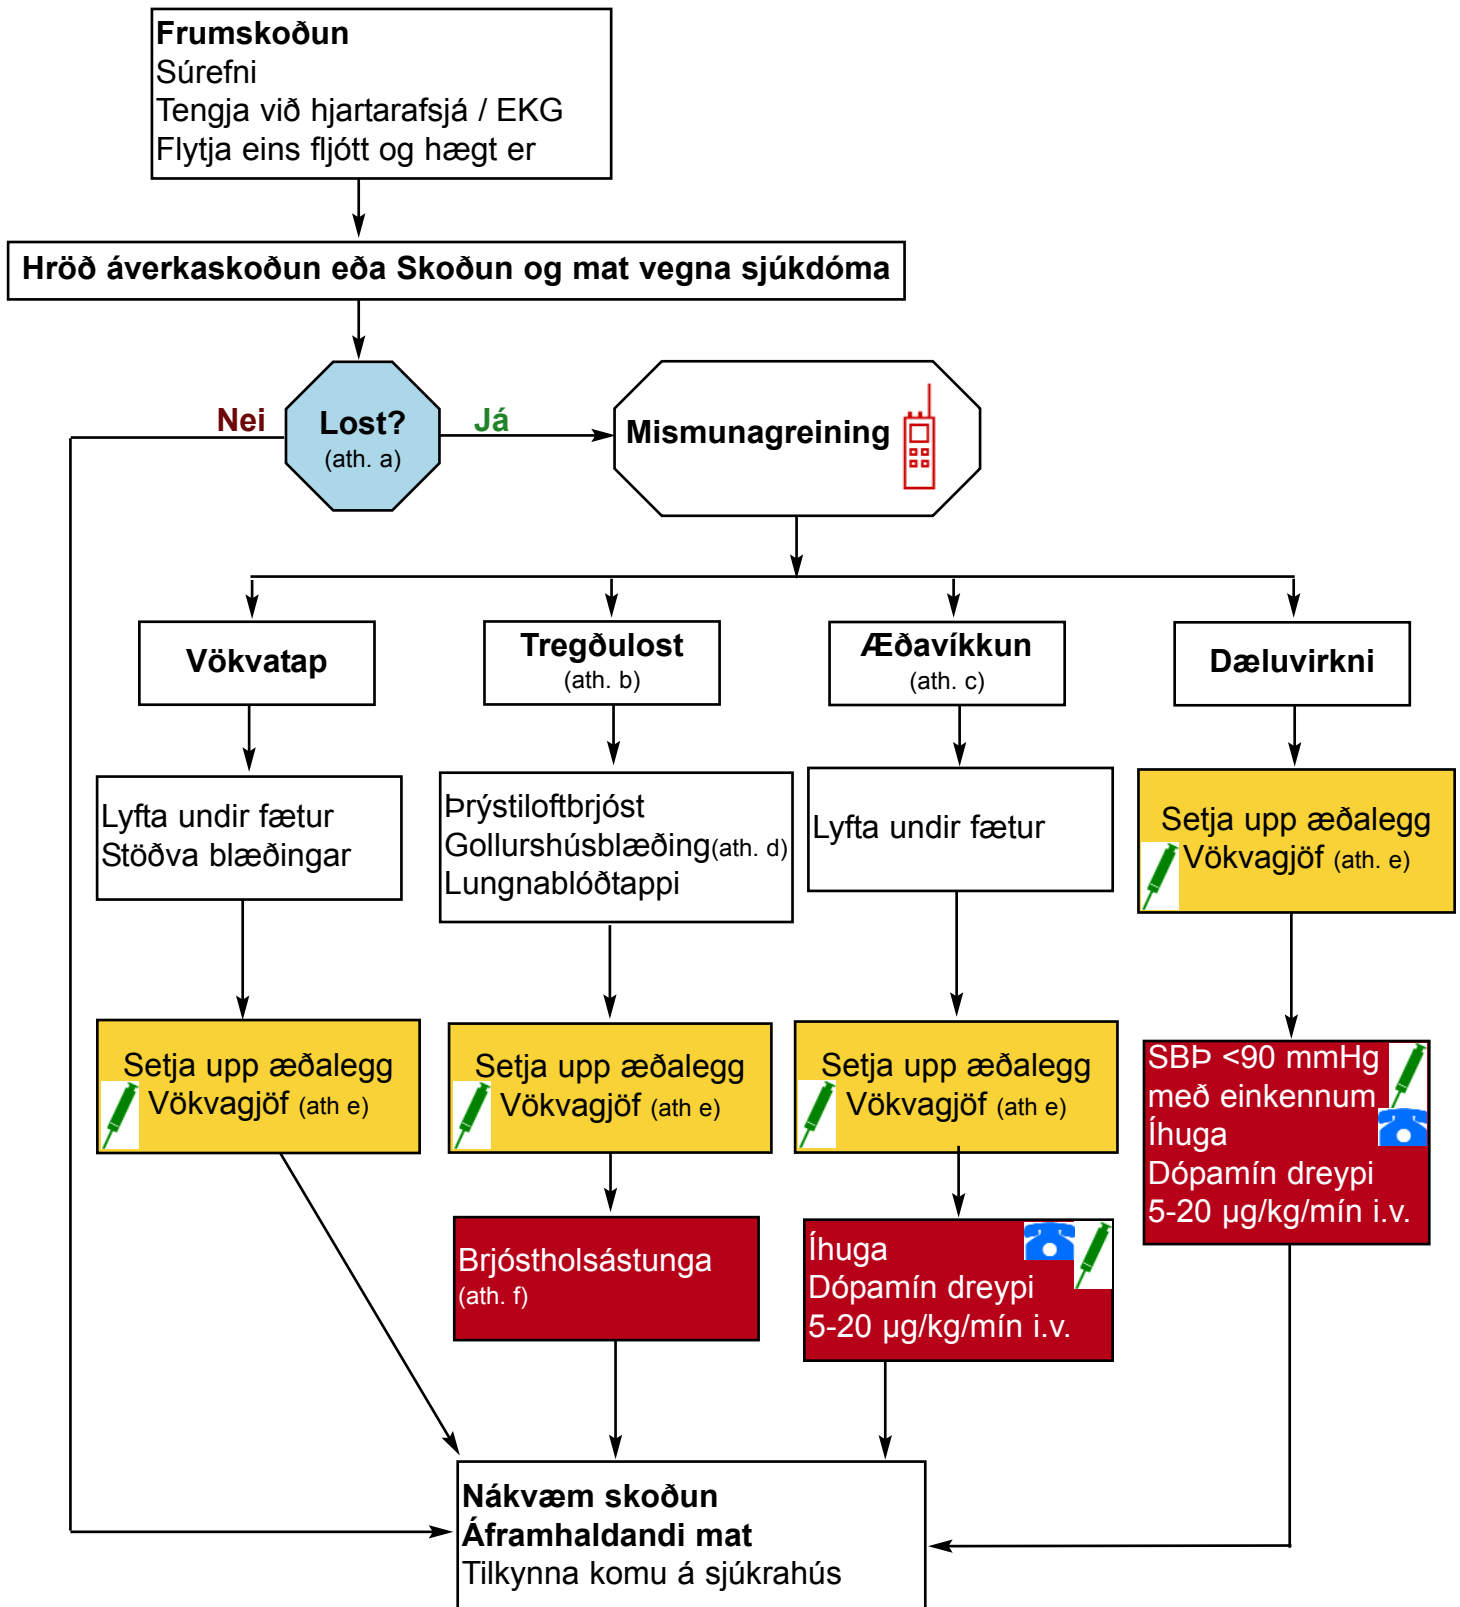 Frumskoðun
Súrefni
Tengja við hjartarafsjá / EKG
Flytja eins fljótt og hægt er
Hröð áverkaskoðun eða Skoðun og mat vegna sjúkdóma
Nei
Lost?
(ath. a)
Já
Mismunagreining
Vökvatap
Tregðulost
(ath. b)
Æðavíkkun
(ath. c)
Dæluvirkni
Lyfta undir fætur
Stöðva blæðingar
Þrýstiloftbrjóst
Gollurshúsblæðing(ath. d)
Lungnablóðtappi
Lyfta undir fætur
Setja upp æðalegg
Vökvagjöf (ath. e)
Setja upp æðalegg
Vökvagjöf (ath e)
Setja upp æðalegg
Vökvagjöf (ath e)
Setja upp æðalegg
Vökvagjöf (ath e)
SBÞ <90 mmHg
með einkennum
Íhuga
Dópamín dreypi
5-20 µg/kg/mín i.v.
Brjóstholsástunga
(ath. f)
Íhuga
Dópamín dreypi
5-20 µg/kg/mín i.v.
Nákvæm skoðun
Áframhaldandi mat
Tilkynna komu á sjúkrahús